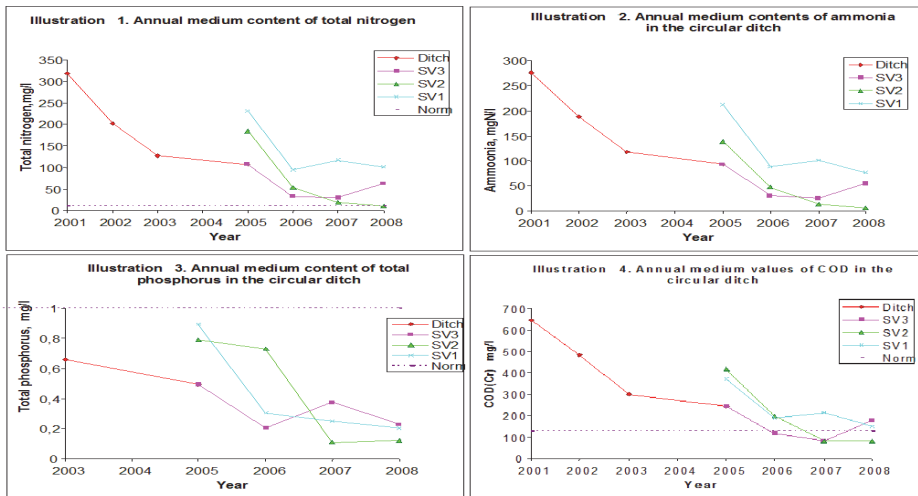 Illustration 1. Annual medium content of total nitrogen
Total nitrogen,mg/l
350
300
250
200
150
100
50
0
2001 2002 2003 2004 2005 2006 2007 2008
Year
Ditch
SV3
SV2
SV1
Norm
Illustration 2. Annual medium contents of ammonia
in the circular ditch
Ammoonia, mgN/l
300
250
200
150
100
50
0
2001 2002 2003 2004 2005 2006 2007 2008
Year
Ditch
SV3
SV2
SV1
Illustration 3. Annual medium content of total
phosphorus in the circular ditch
Total phosphorus, mg/l
1
0,8
0,6
0,4
0,2
0
2003 2004 2005 2006 2007 2008
Year
Ditch
SV3
SV2
SV1
Norm
Illustration 4. Annual medium values of COD in the
circular ditch
COD(Cr) mg/l
700
600
500
400
300
200
100
0
2001 2002 2003 2004 2005 2006 2007 2008
Year
Ditch
SV3
SV2
SV1
Norm